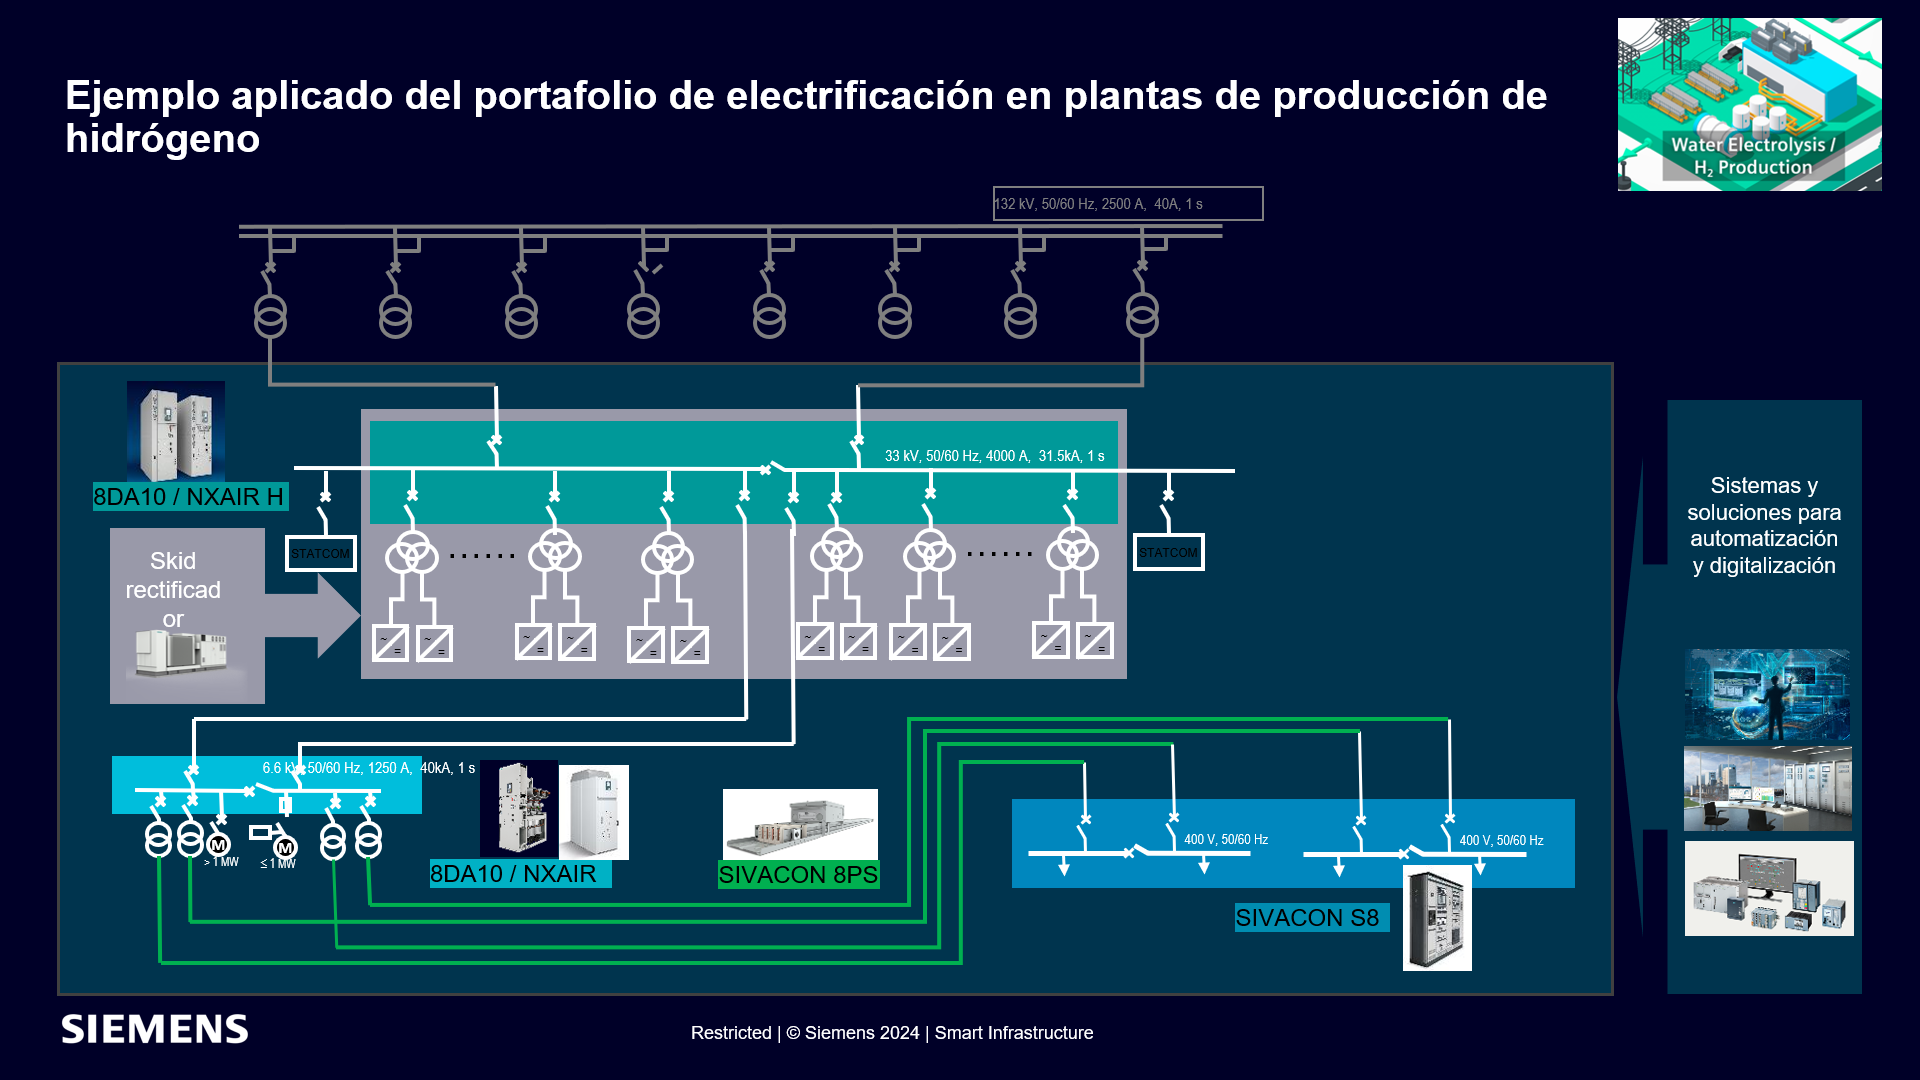 Ejemplo aplicado del portafolio de electrificación en plantas de producción de
hidrógeno
Water Electrolysis /
H₂ Production
132 kV, 50/60 Hz, 2500 A,  40A, 1 s
33 kV, 50/60 Hz, 4000 A,  31.5kA, 1 s
8DA10 / NXAIR H
STATCOM
STATCOM
Skid
rectificad
or
~ =
~ =
~ =
~ =
~ =
~ =
~ =
~ =
~ =
~ =
~ =
~ =
Sistemas y
soluciones para
automatización
y digitalización
6.6 kV, 50/60 Hz, 1250 A,  40kA, 1 s
M
M
> 1 MW
≤ 1 MW
8DA10 / NXAIR
SIVACON 8PS
400 V, 50/60 Hz
400 V, 50/60 Hz
SIVACON S8
SIEMENS
Restricted | © Siemens 2024 | Smart Infrastructure